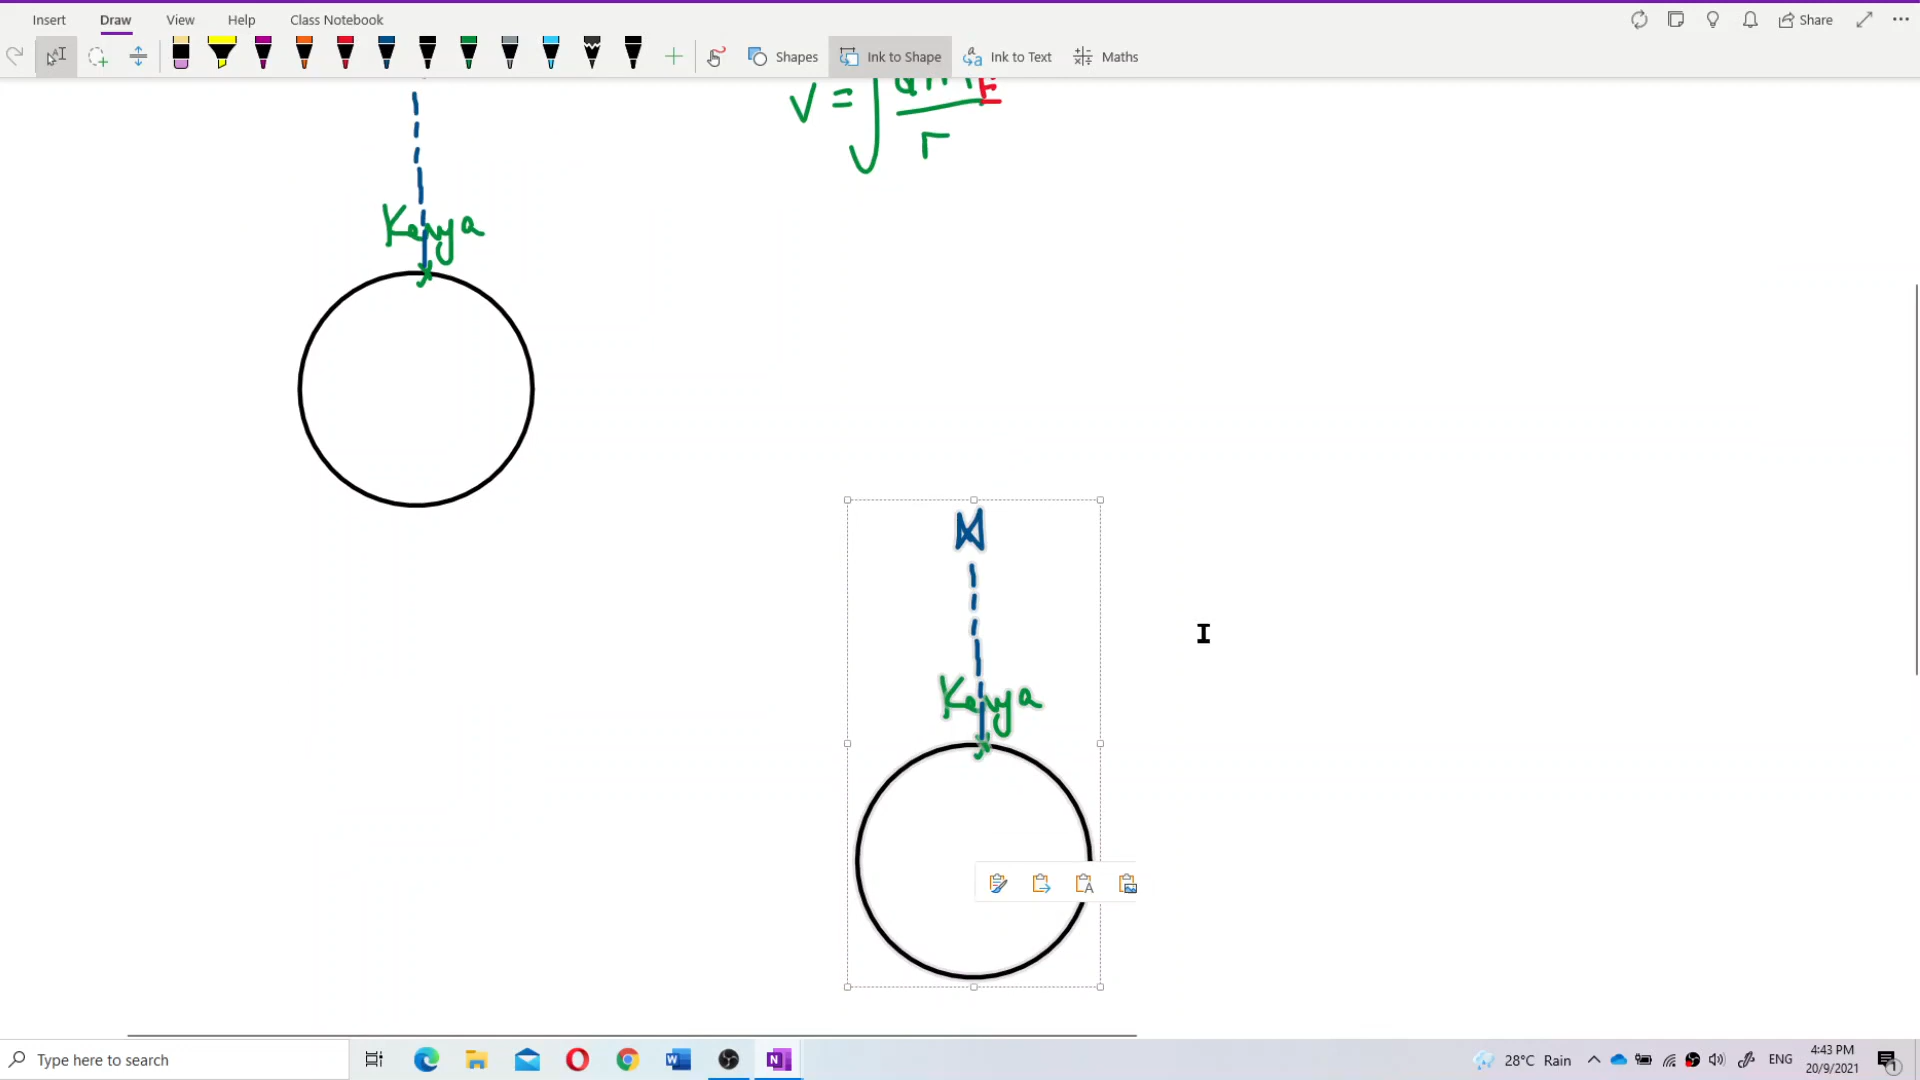 Insert Draw View Help Class Notebook Share
Shapes Ink to Shape Ink to Text Maths
V =
r
Kenya
Kenya
Type here to search
28°C Rain
ENG
4:43 PM
20/9/2021
1